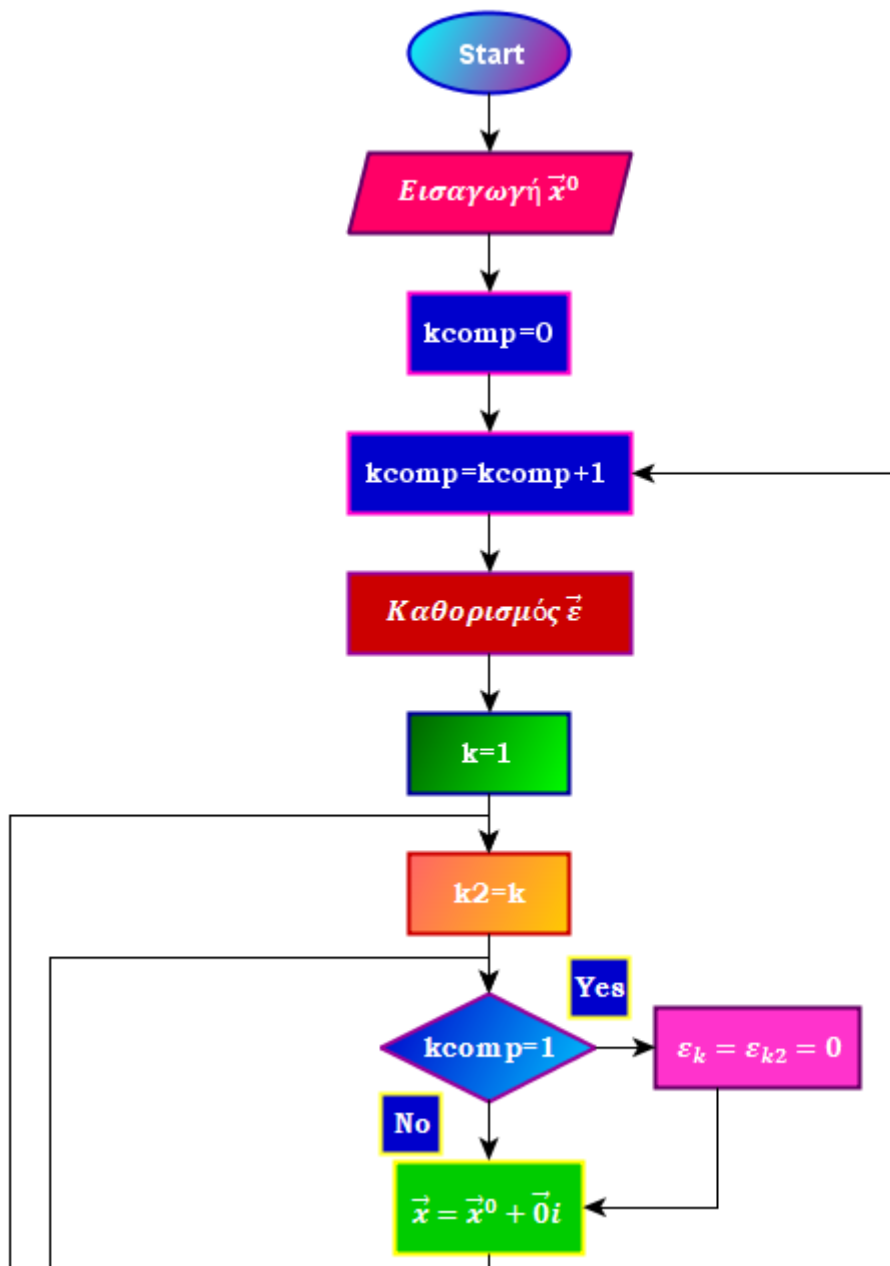 Start
Εισαγωγή x⃗⁰
kcomp=0
kcomp=kcomp+1
Καθορισμός ε⃗
k=1
k2=k
Yes
kcomp=1
εₖ = εₖ₂ = 0
No
x⃗ = x⃗⁰ + 0⃗i